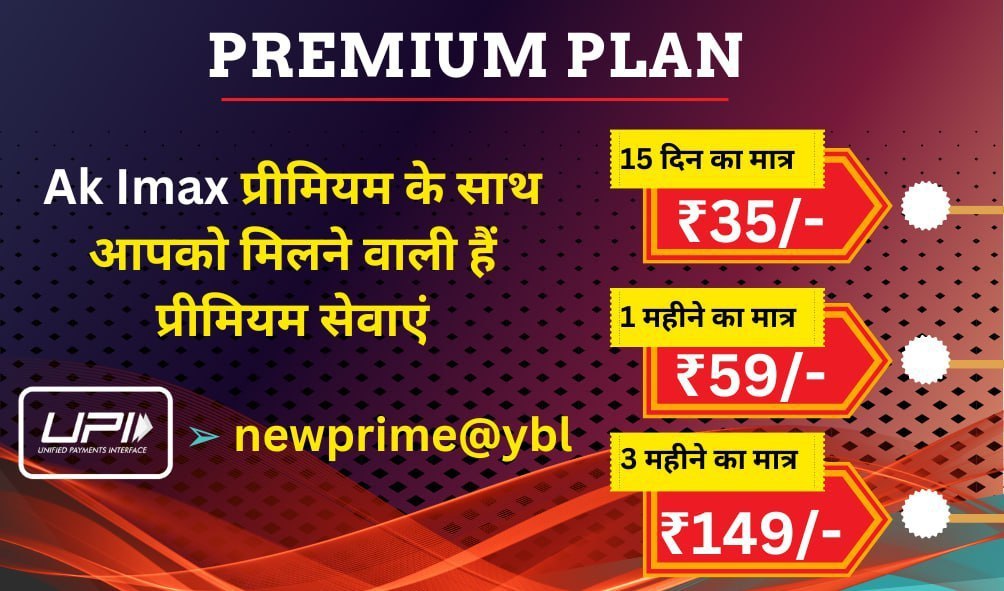 PREMIUM PLAN
Ak Imax प्रीमियम के साथ
आपको मिलने वाली हैं
प्रीमियम सेवाएं
UPI
UNIFIED PAYMENTS INTERFACE
➢ newprime@ybl
15 दिन का मात्र
₹35/-
1 महीने का मात्र
₹59/-
3 महीने का मात्र
₹149/-